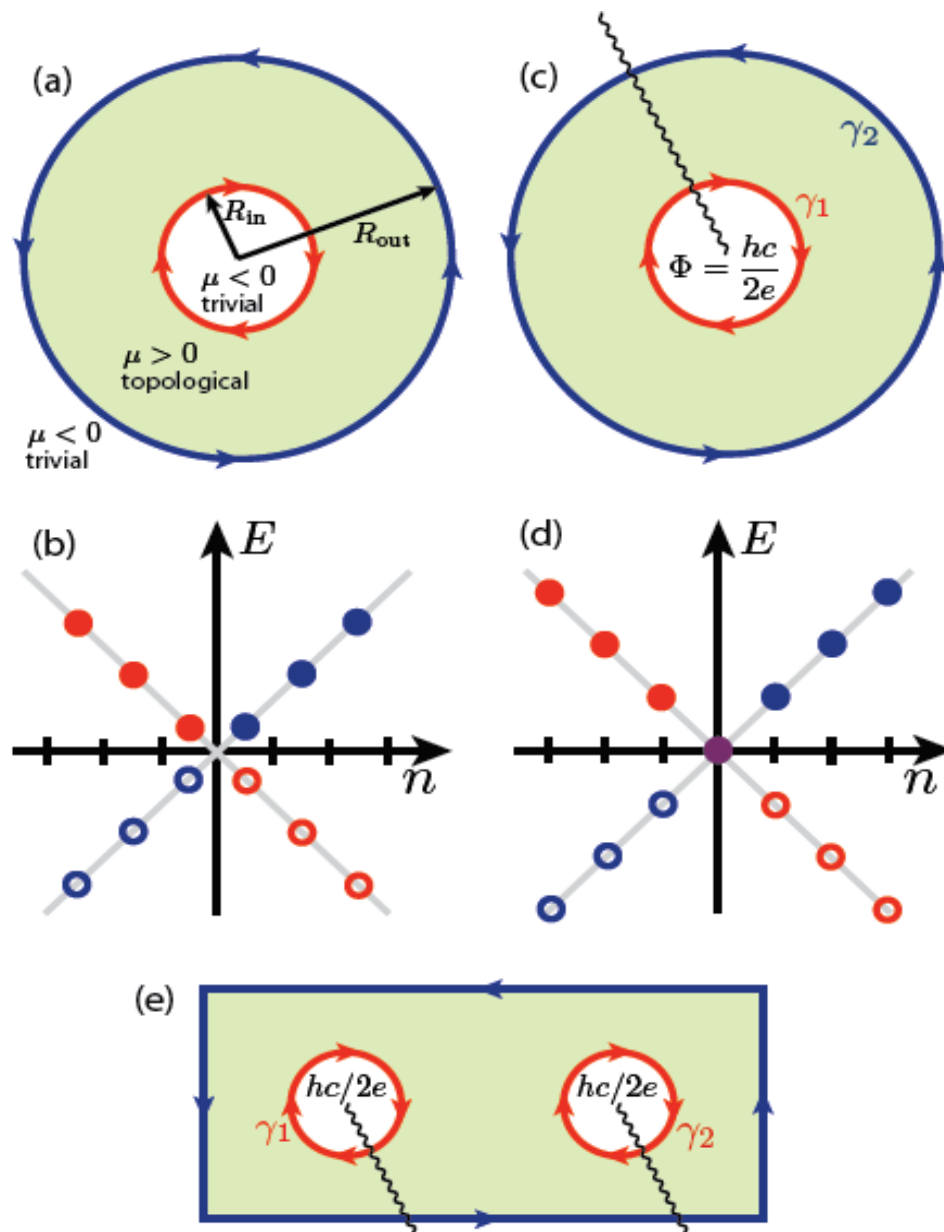 (a)
R_in
R_out
μ < 0
trivial
μ > 0
topological
μ < 0
trivial
(c)
γ₂
γ₁
Φ = hc/2e
(b)
E
n
(d)
E
n
(e)
hc/2e
γ₁
hc/2e
γ₂